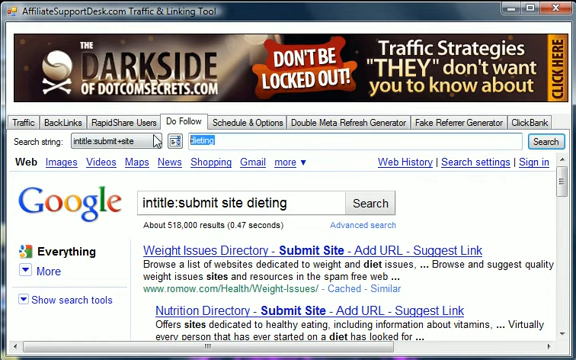 AffiliateSupportDesk.com Traffic & Linking Tool
THE
DARKSIDE
OF DOTCOMSECRETS.COM
DON'T BE
LOCKED OUT!
Traffic Strategies
"THEY" don't want
you to know about
CLICK HERE
Traffic BackLinks RapidShare Users Do Follow Schedule & Options Double Meta Refresh Generator Fake Referrer Generator ClickBank
Search string: intitle:submit+site dieting Search
Web Images Videos Maps News Shopping Gmail more Web History | Search settings | Sign in
Google intitle:submit site dieting Search
About 518,000 results (0.47 seconds) Advanced search
Everything
More
Show search tools
Weight Issues Directory - Submit Site - Add URL - Suggest Link
Browse a list of websites dedicated to weight and diet issues, ... Browse and suggest quality
weight issues sites and resources in the spam free web ...
www.romow.com/Health/Weight-Issues/ - Cached - Similar
Nutrition Directory - Submit Site - Add URL - Suggest Link
Offers sites dedicated to healthy eating, including information about vitamins, ... Virtually
every person that has ever started on a diet has looked for ...